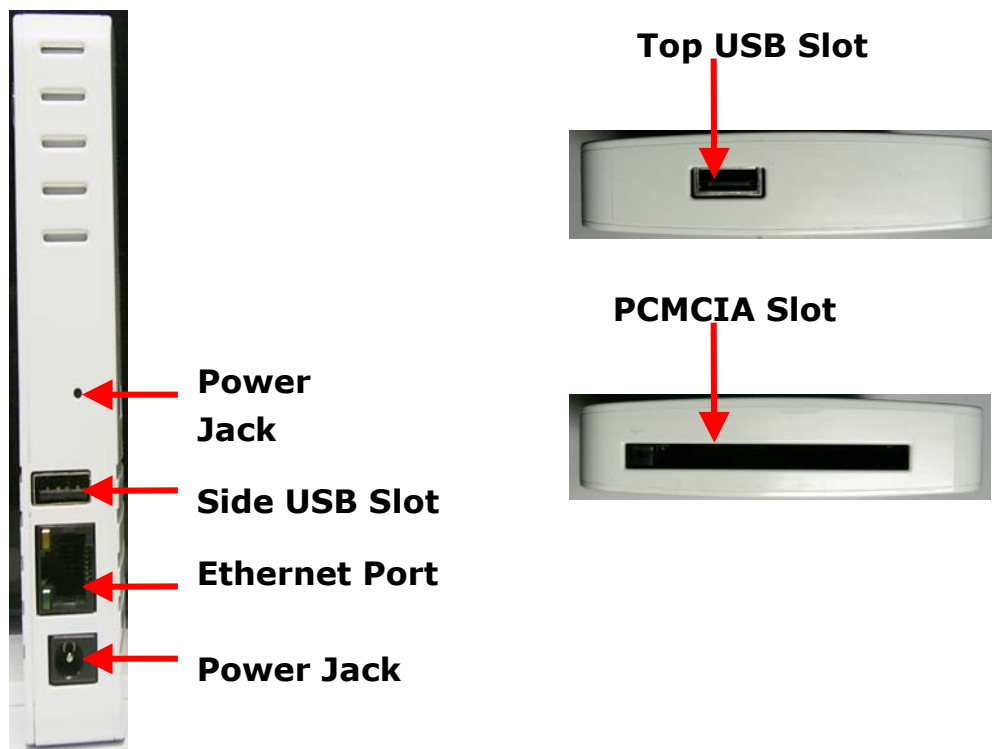 Top USB Slot
PCMCIA Slot
Power
Jack
Side USB Slot
Ethernet Port
Power Jack